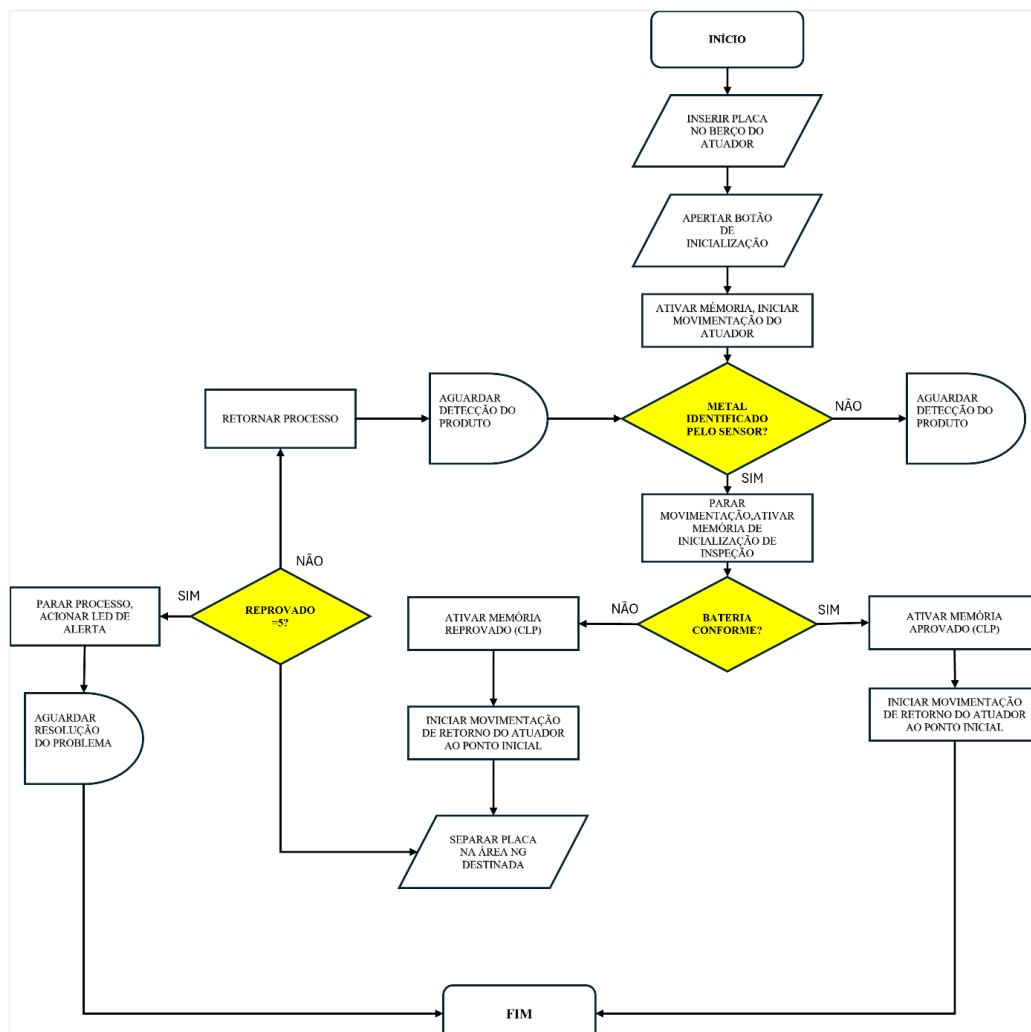 INÍCIO
INSERIR PLACA
NO BERÇO DO
ATUADOR
APERTAR BOTÃO
DE
INICIALIZAÇÃO
ATIVAR MÉMORIA, INICIAR
MOVIMENTAÇÃO DO
ATUADOR
RETORNAR PROCESSO
AGUARDAR
DETECÇÃO DO
PRODUTO
METAL
IDENTIFICADO
PELO SENSOR?
NÃO
AGUARDAR
DETECÇÃO DO
PRODUTO
SIM
PARAR
MOVIMENTAÇÃO,ATIVAR
MEMÓRIA DE
INICIALIZAÇÃO DE
INSPEÇÃO
NÃO
SIM
PARAR PROCESSO,
ACIONAR LED DE
ALERTA
REPROVADO
=5?
ATIVAR MEMÓRIA
REPROVADO (CLP)
NÃO
BATERIA
CONFORME?
SIM
ATIVAR MEMÓRIA
APROVADO (CLP)
AGUARDAR
RESOLUÇÃO
DO PROBLEMA
INICIAR MOVIMENTAÇÃO
DE RETORNO DO ATUADOR
AO PONTO INICIAL
INICIAR MOVIMENTAÇÃO
DE RETORNO DO ATUADOR
AO PONTO INICIAL
SEPARAR PLACA
NA ÁREA NG
DESTINADA
FIM